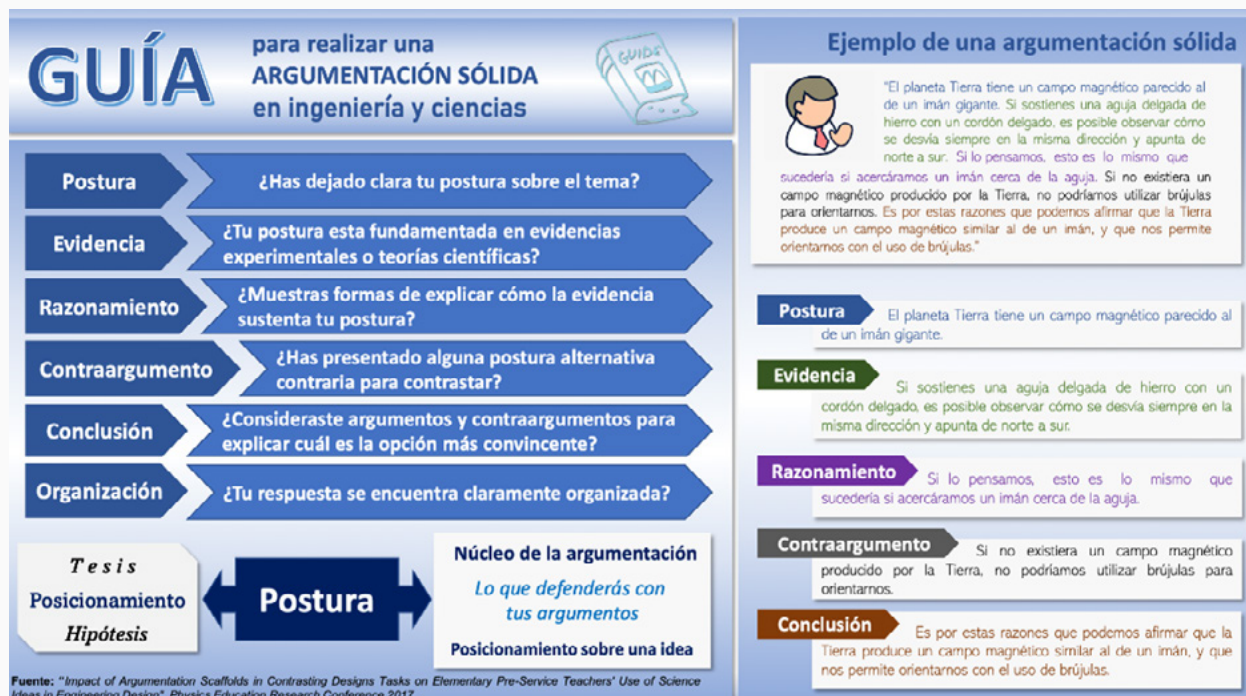 GUÍA
para realizar una
ARGUMENTACIÓN SÓLIDA
en ingeniería y ciencias
GUIDE
Postura
¿Has dejado clara tu postura sobre el tema?
Evidencia
¿Tu postura esta fundamentada en evidencias
experimentales o teorías científicas?
Razonamiento
¿Muestras formas de explicar cómo la evidencia
sustenta tu postura?
Contraargumento
¿Has presentado alguna postura alternativa
contraria para contrastar?
Conclusión
¿Consideraste argumentos y contraargumentos para
explicar cuál es la opción más convincente?
Organización
¿Tu respuesta se encuentra claramente organizada?
Tesis
Posicionamiento
Hipótesis
Postura
Núcleo de la argumentación
Lo que defenderás con
tus argumentos
Posicionamiento sobre una idea
Fuente: "Impact of Argumentation Scaffolds in Contrasting Designs Tasks on Elementary Pre-Service Teachers' Use of Science
Ideas in Engineering Design". Physics Education Research Conference 2017
Ejemplo de una argumentación sólida
"El planeta Tierra tiene un campo magnético parecido al
de un imán gigante. Si sostienes una aguja delgada de
hierro con un cordón delgado, es posible observar cómo
se desvía siempre en la misma dirección y apunta de
norte a sur. Si lo pensamos, esto es lo mismo que
sucedería si acercáramos un imán cerca de la aguja. Si no existiera un
campo magnético producido por la Tierra, no podríamos utilizar brújulas
para orientarnos. Es por estas razones que podemos afirmar que la Tierra
produce un campo magnético similar al de un imán, y que nos permite
orientarnos con el uso de brújulas."
Postura
El planeta Tierra tiene un campo magnético parecido al
de un imán gigante.
Evidencia
Si sostienes una aguja delgada de hierro con un
cordón delgado, es posible observar cómo se desvía siempre en la
misma dirección y apunta de norte a sur.
Razonamiento
Si lo pensamos, esto es lo mismo que
sucedería si acercáramos un imán cerca de la aguja.
Contraargumento
Si no existiera un campo magnético
producido por la Tierra, no podríamos utilizar brújulas para
orientarnos.
Conclusión
Es por estas razones que podemos afirmar que la
Tierra produce un campo magnético similar al de un imán, y que
nos permite orientarnos con el uso de brújulas.